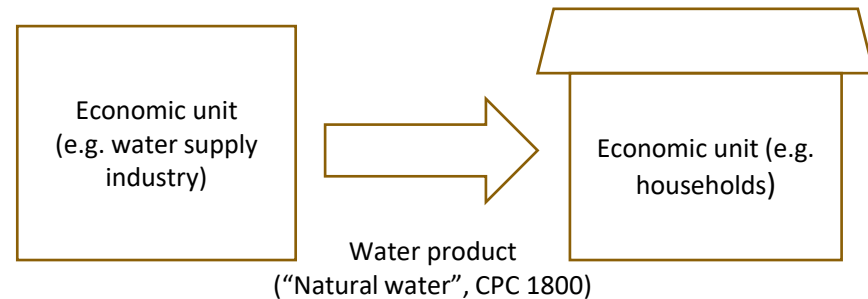 Economic unit
(e.g. water supply
industry)
Economic unit (e.g.
households)
Water product
(“Natural water”, CPC 1800)